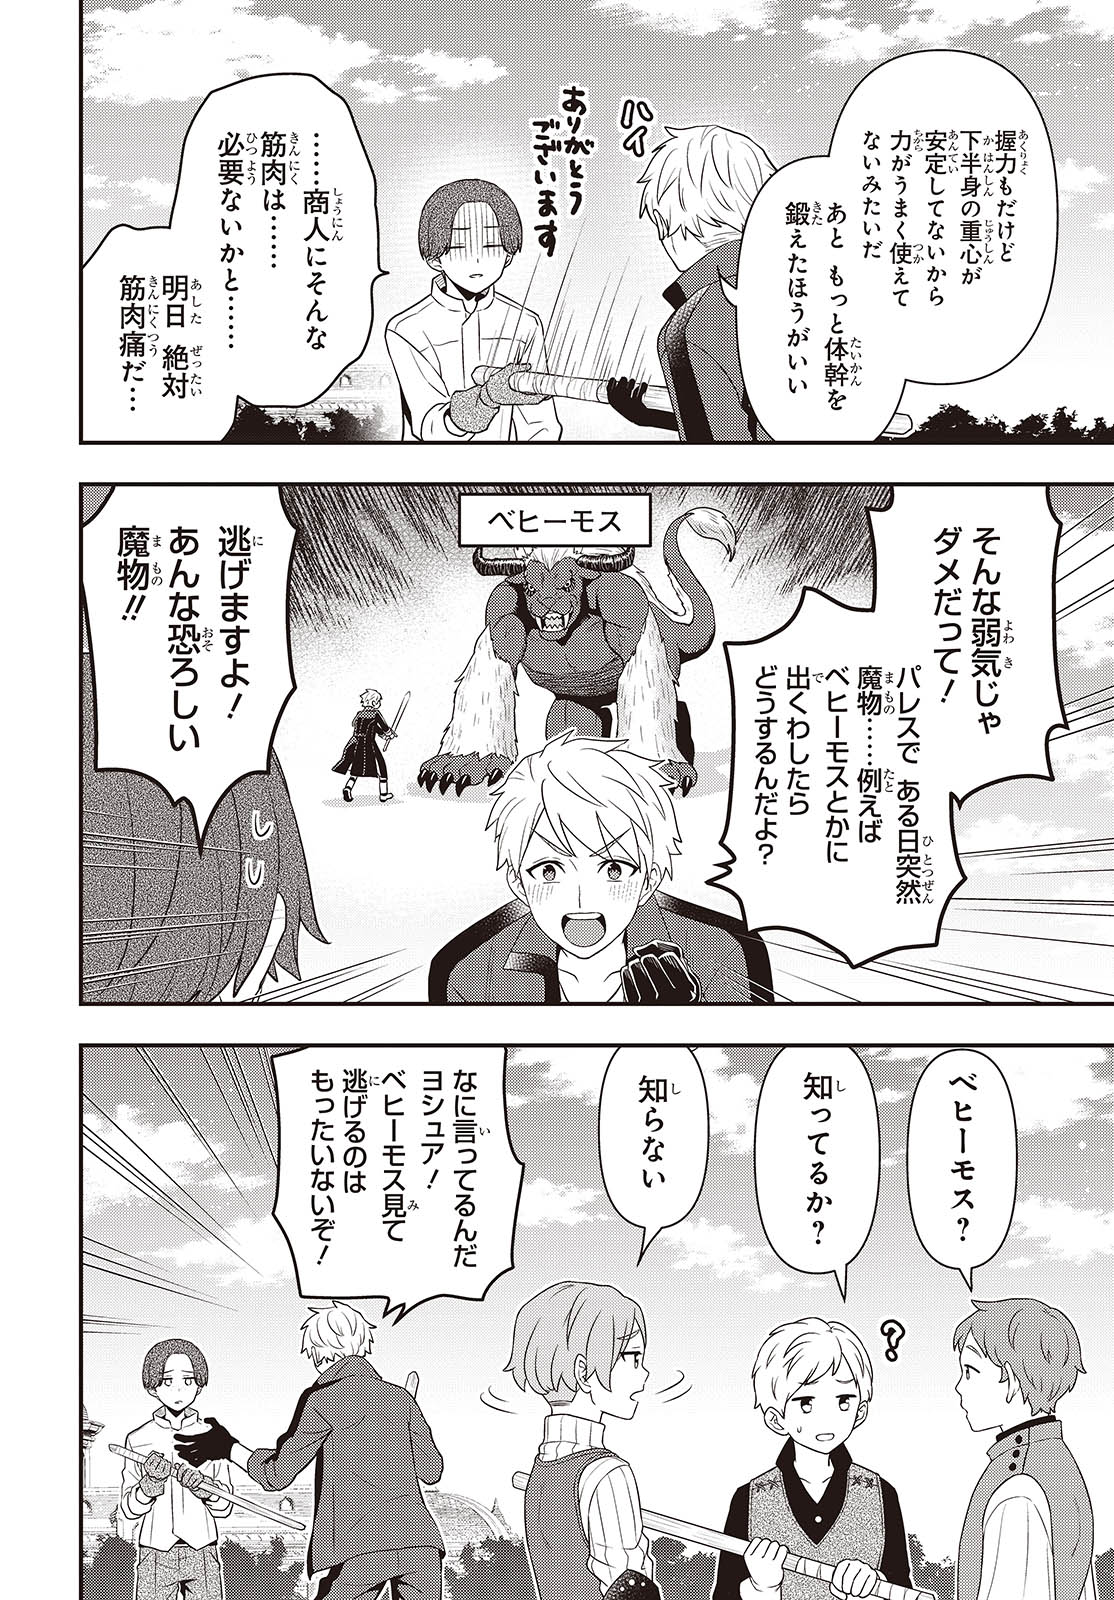 握力もだけど
下半身の重心が
安定してないから
力がうまく使えて
ないみたいだ
あと もっと体幹を
鍛えたほうがいい
ハイ
ありがとう
ございます
……商人にそんな
筋肉は……
必要ないかと……
明日 絶対
筋肉痛だ…
そんな弱気じゃ
ダメだって！
パレスで ある日突然
魔物……例えば
ベヒーモスとかに
出くわしたら
どうするんだよ？
ベヒーモス
逃げますよ！
あんな恐ろしい
魔物!!
ベヒーモス？
知ってるか？
知らない
なに言ってるんだ
ヨシュア！
ベヒーモス見て
逃げるのは
もったいないぞ！